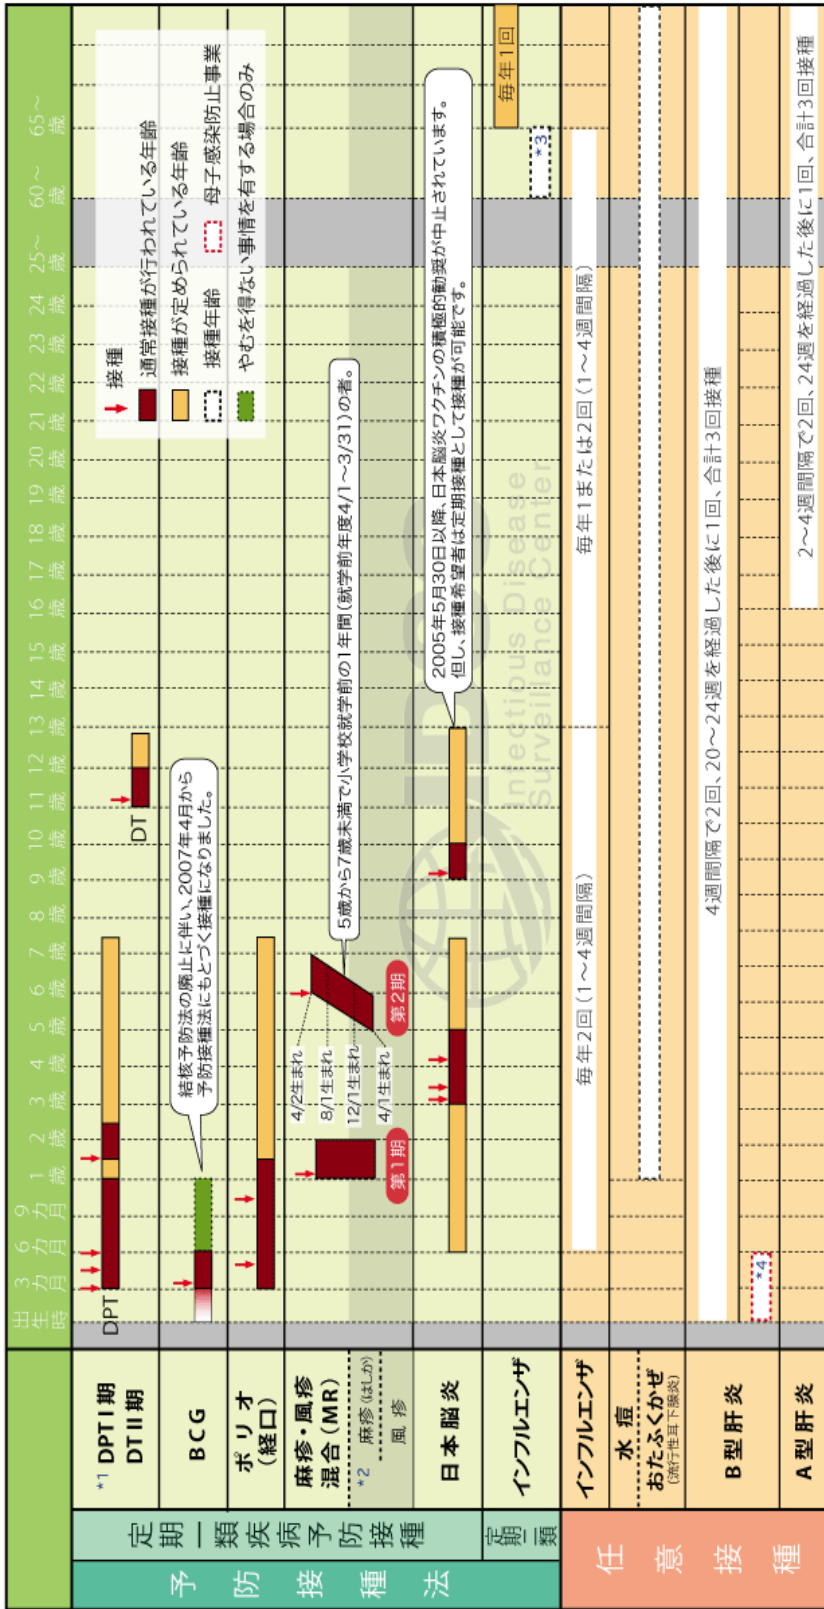 出生時
3カ月
6カ月
9カ月
1歳
2歳
3歳
4歳
5歳
6歳
7歳
8歳
9歳
10歳
11歳
12歳
13歳
14歳
15歳
16歳
17歳
18歳
19歳
20歳
21歳
22歳
23歳
24歳
25〜歳
60〜歳
65〜歳
接種
通常接種が行われている年齢
接種が定められている年齢
接種年齢
母子感染防止事業
やむを得ない事情を有する場合のみ
予防接種法
定期一類疾病予防接種
*1 DPT I 期
DT II 期
DPT
DT
BCG
結核予防法の廃止に伴い、2007年4月から
予防接種法にもとづく接種になりました。
ポリオ
(経口)
麻疹・風疹
混合(MR)
*2 麻疹(はしか)
風疹
第1期
4/2生まれ
8/1生まれ
12/1生まれ
4/1生まれ
第2期
5歳から7歳未満で小学校就学前の1年間(就学前年度4/1〜3/31)の者。
日本脳炎
2005年5月30日以降、日本脳炎ワクチンの積極的勧奨が中止されています。
但し、接種希望者は定期接種として接種が可能です。
定期二類
インフルエンザ
毎年1回
*3
IDSC
Infectious Disease
Surveillance Center
任意接種
インフルエンザ
毎年2回(1〜4週間隔)
毎年1または2回(1〜4週間隔)
水痘
おたふくかぜ
(流行性耳下腺炎)
B型肝炎
4週間隔で2回、20〜24週を経過した後に1回、合計3回接種
*4
A型肝炎
2〜4週間隔で2回、24週を経過した後に1回、合計3回接種